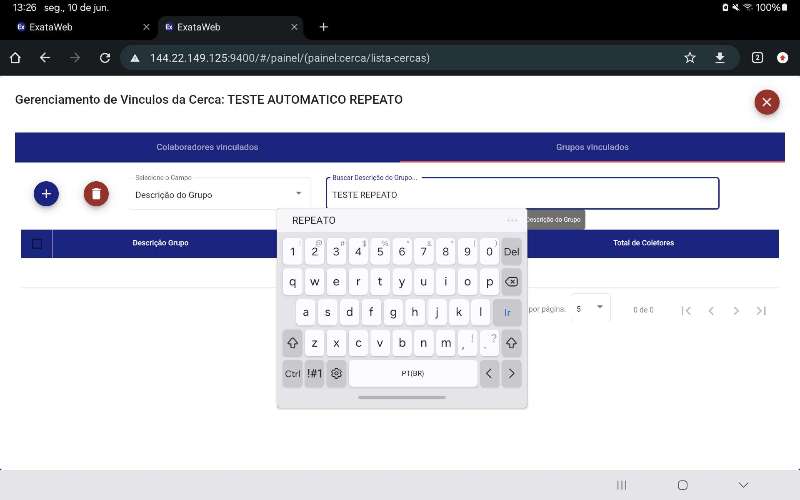 13:26 seg., 10 de jun. 100%
Ex ExataWeb
Ex ExataWeb
144.22.149.125:9400/#/painel/(painel:cerca/lista-cercas) 2
Gerenciamento de Vinculos da Cerca: TESTE AUTOMATICO REPEATO
Colaboradores vinculados Grupos vinculados
Selecione o Campo Buscar Descrição do Grupo...
Descrição do Grupo TESTE REPEATO
REPEATO Descrição do Grupo
Descrição Grupo Total de Coletores
1 2 3 4 5 6 7 8 9 0 Del
q w e r t y u i o p
a s d f g h j k l Ir
por página: 5 0 de 0
z x c v b n m , ! . ?
Ctrl !#1 PT(BR)